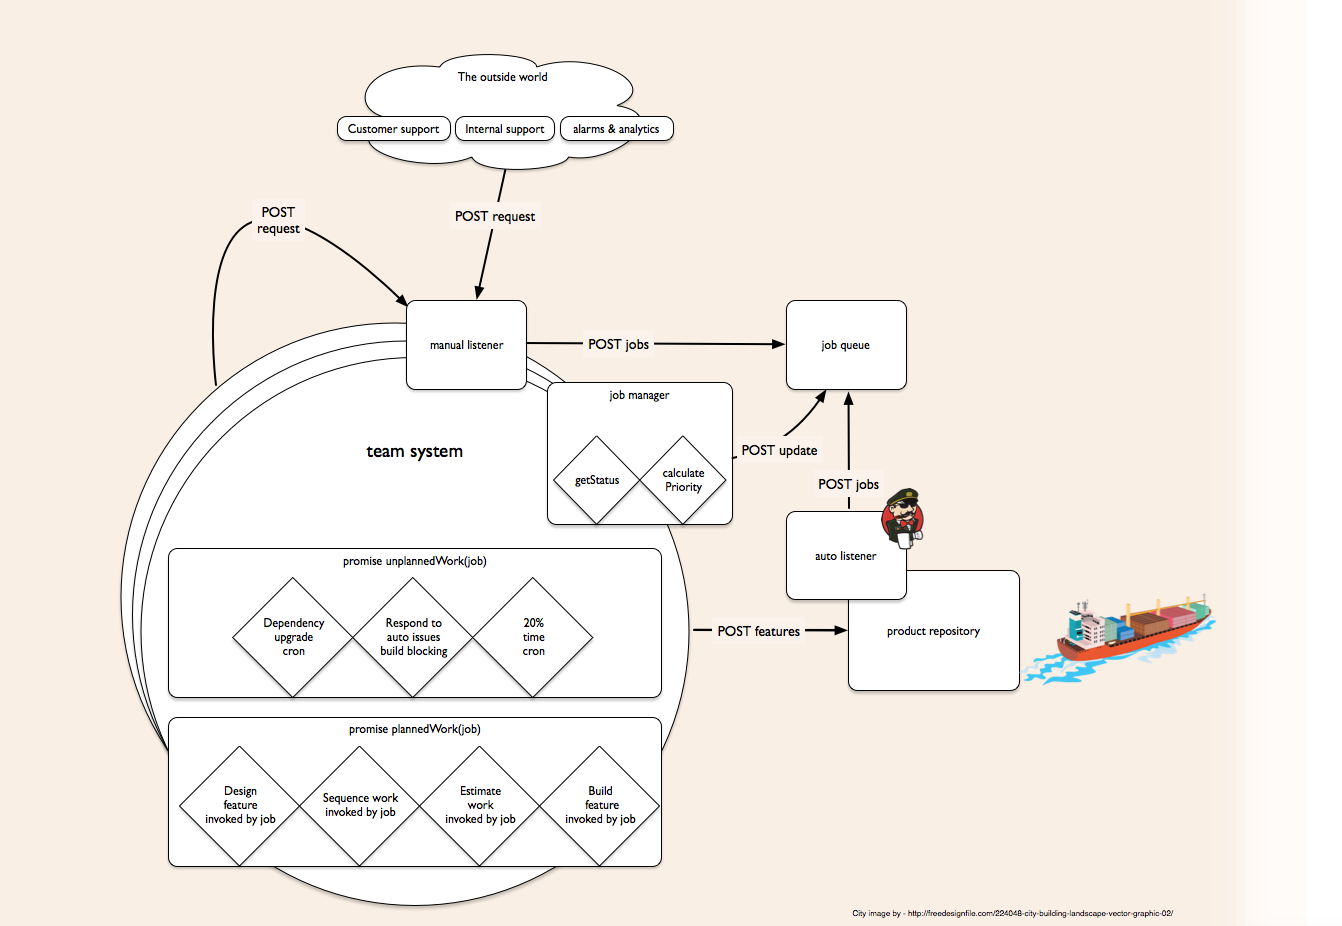 The outside world
Customer support
Internal support
alarms & analytics
POST
request
POST request
manual listener
POST jobs
job queue
job manager
getStatus
calculate
Priority
POST update
team system
POST jobs
auto listener
promise unplannedWork(job)
Dependency
upgrade
cron
Respond to
auto issues
build blocking
20%
time
cron
POST features
product repository
promise plannedWork(job)
Design
feature
invoked by job
Sequence work
invoked by job
Estimate
work
invoked by job
Build
feature
invoked by job
City image by - http://freedesignfile.com/224048-city-building-landscape-vector-graphic-02/